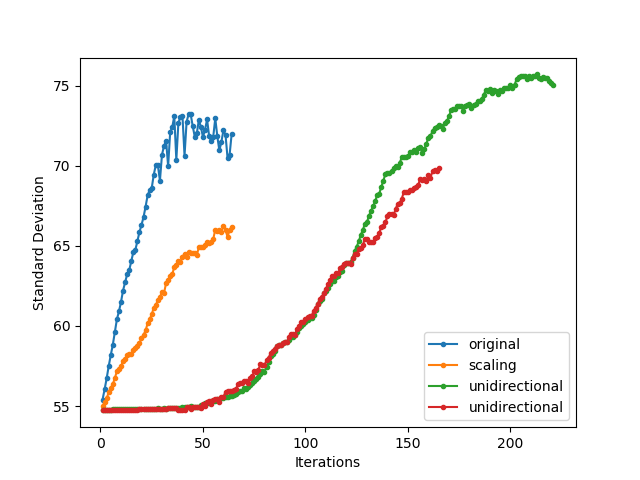 75
70
65
60
55
Standard Deviation
0
50
100
150
200
Iterations
original
scaling
unidirectional
unidirectional